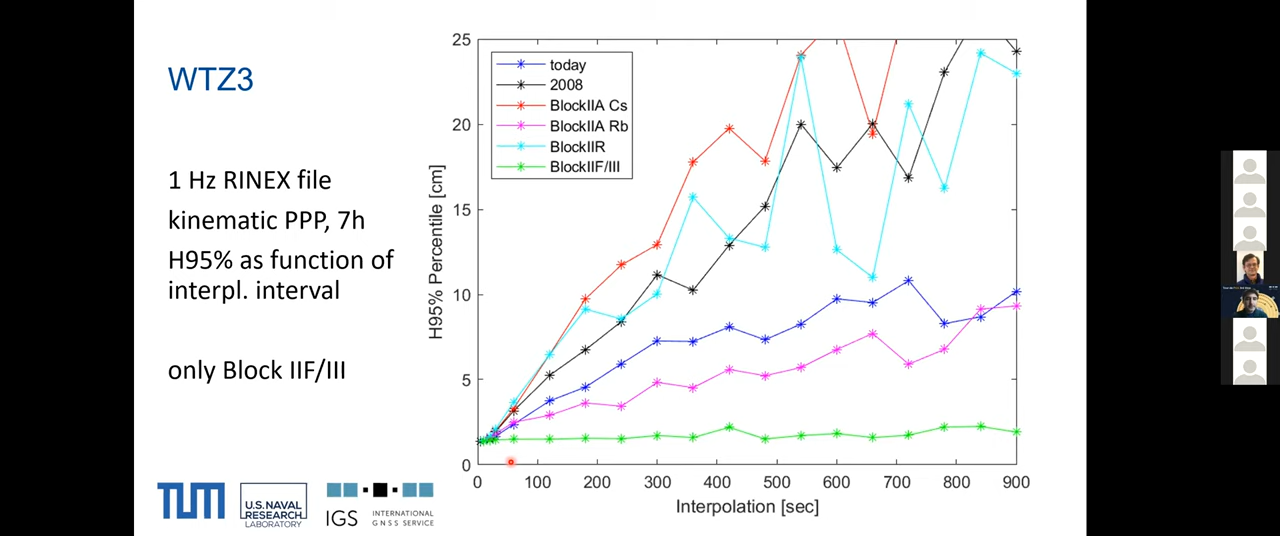 WTZ3
1 Hz RINEX file
kinematic PPP, 7h
H95% as function of
interpl. interval
only Block IIF/III
TUM
U.S. NAVAL
RESEARCH
LABORATORY
IGS
INTERNATIONAL
GNSS SERVICE
today
2008
BlockIIA Cs
BlockIIA Rb
BlockIIR
BlockIIF/III
H95% Percentile [cm]
25
20
15
10
5
0
0 100 200 300 400 500 600 700 800 900
Interpolation [sec]